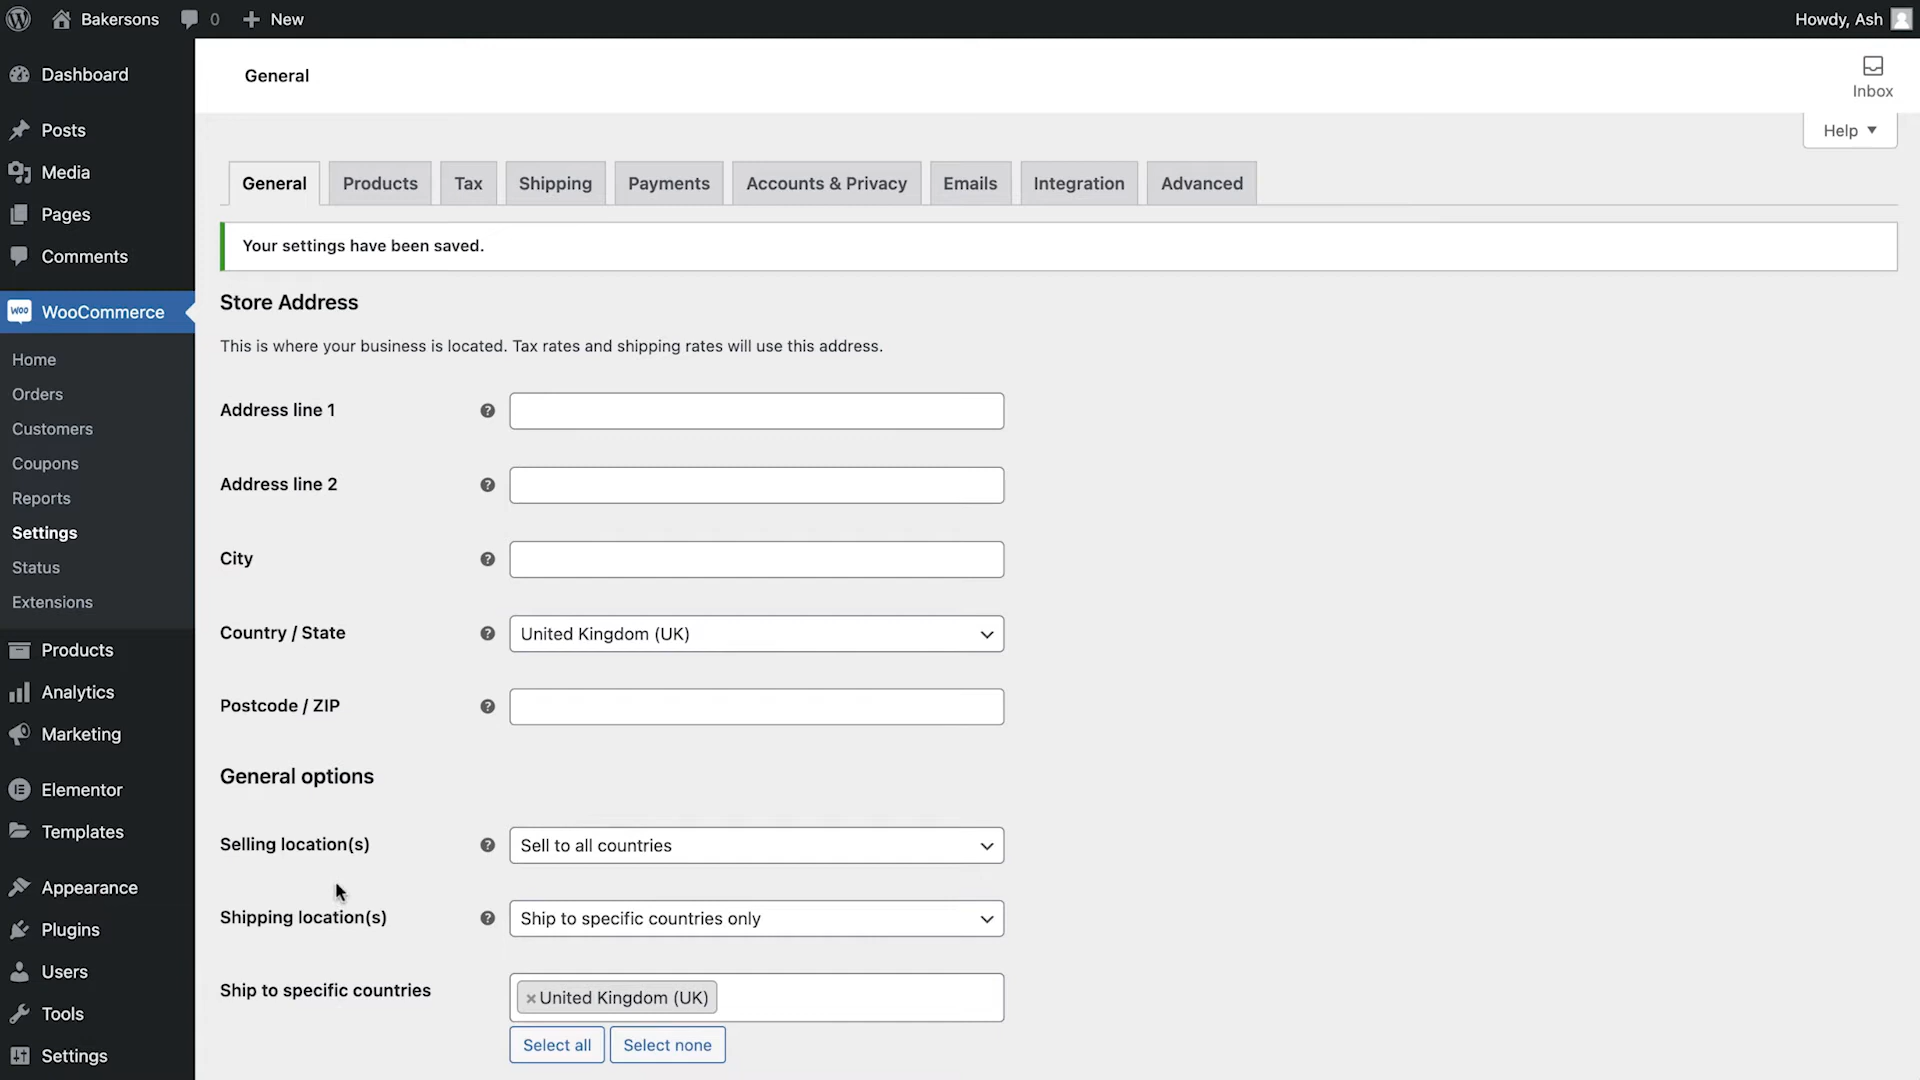 Bakersons
0
New
Howdy, Ash
Dashboard
Posts
Media
Pages
Comments
woo WooCommerce
Home
Orders
Customers
Coupons
Reports
Settings
Status
Extensions
Products
Analytics
Marketing
Elementor
Templates
Appearance
Plugins
Users
Tools
Settings
General
Inbox
Help
General
Products
Tax
Shipping
Payments
Accounts & Privacy
Emails
Integration
Advanced
Your settings have been saved.
Store Address
This is where your business is located. Tax rates and shipping rates will use this address.
Address line 1
Address line 2
City
Country / State
United Kingdom (UK)
Postcode / ZIP
General options
Selling location(s)
Sell to all countries
Shipping location(s)
Ship to specific countries only
Ship to specific countries
×United Kingdom (UK)
Select all
Select none